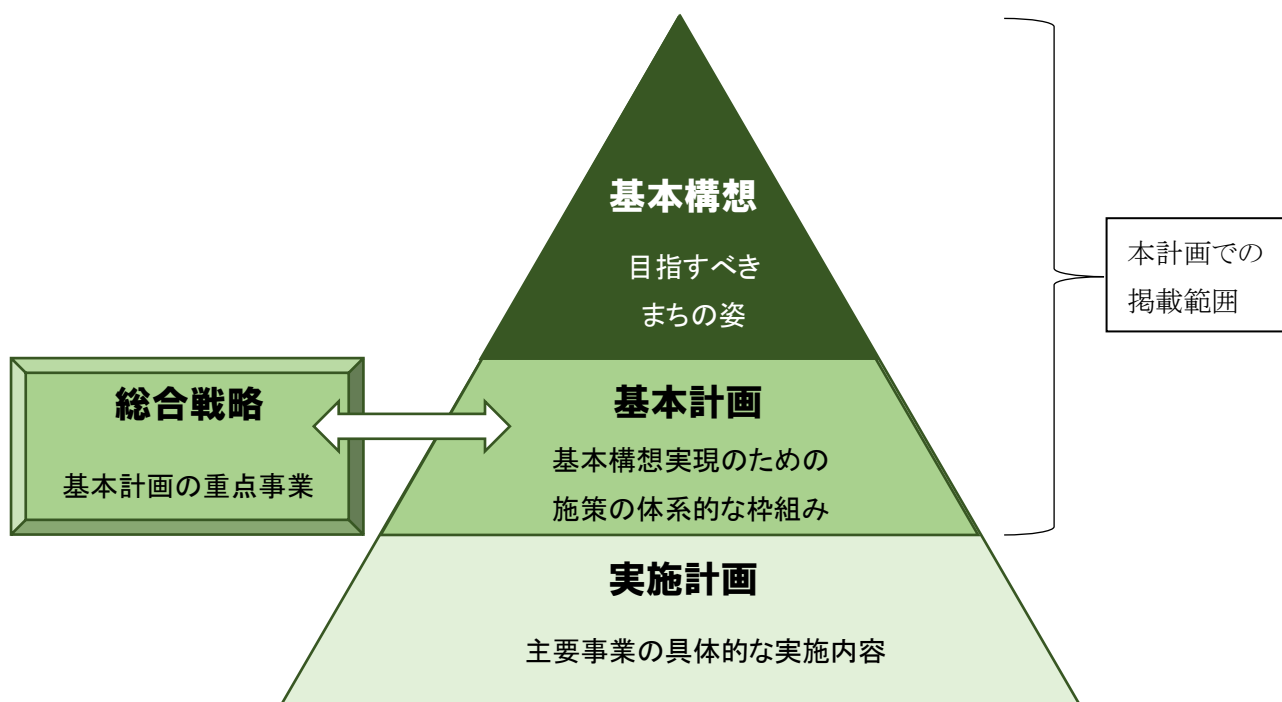 基本構想
目指すべき
まちの姿
本計画での
掲載範囲
総合戦略
基本計画の重点事業
基本計画
基本構想実現のための
施策の体系的な枠組み
実施計画
主要事業の具体的な実施内容